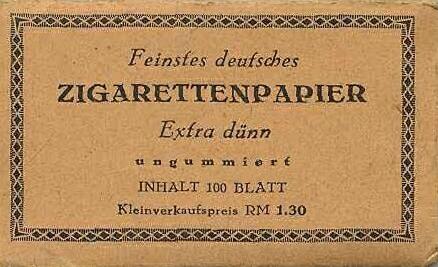 Feinstes deutsches
ZIGARETTENPAPIER
Extra dünn
ungummiert
INHALT 100 BLATT
Kleinverkaufspreis RM 1.30